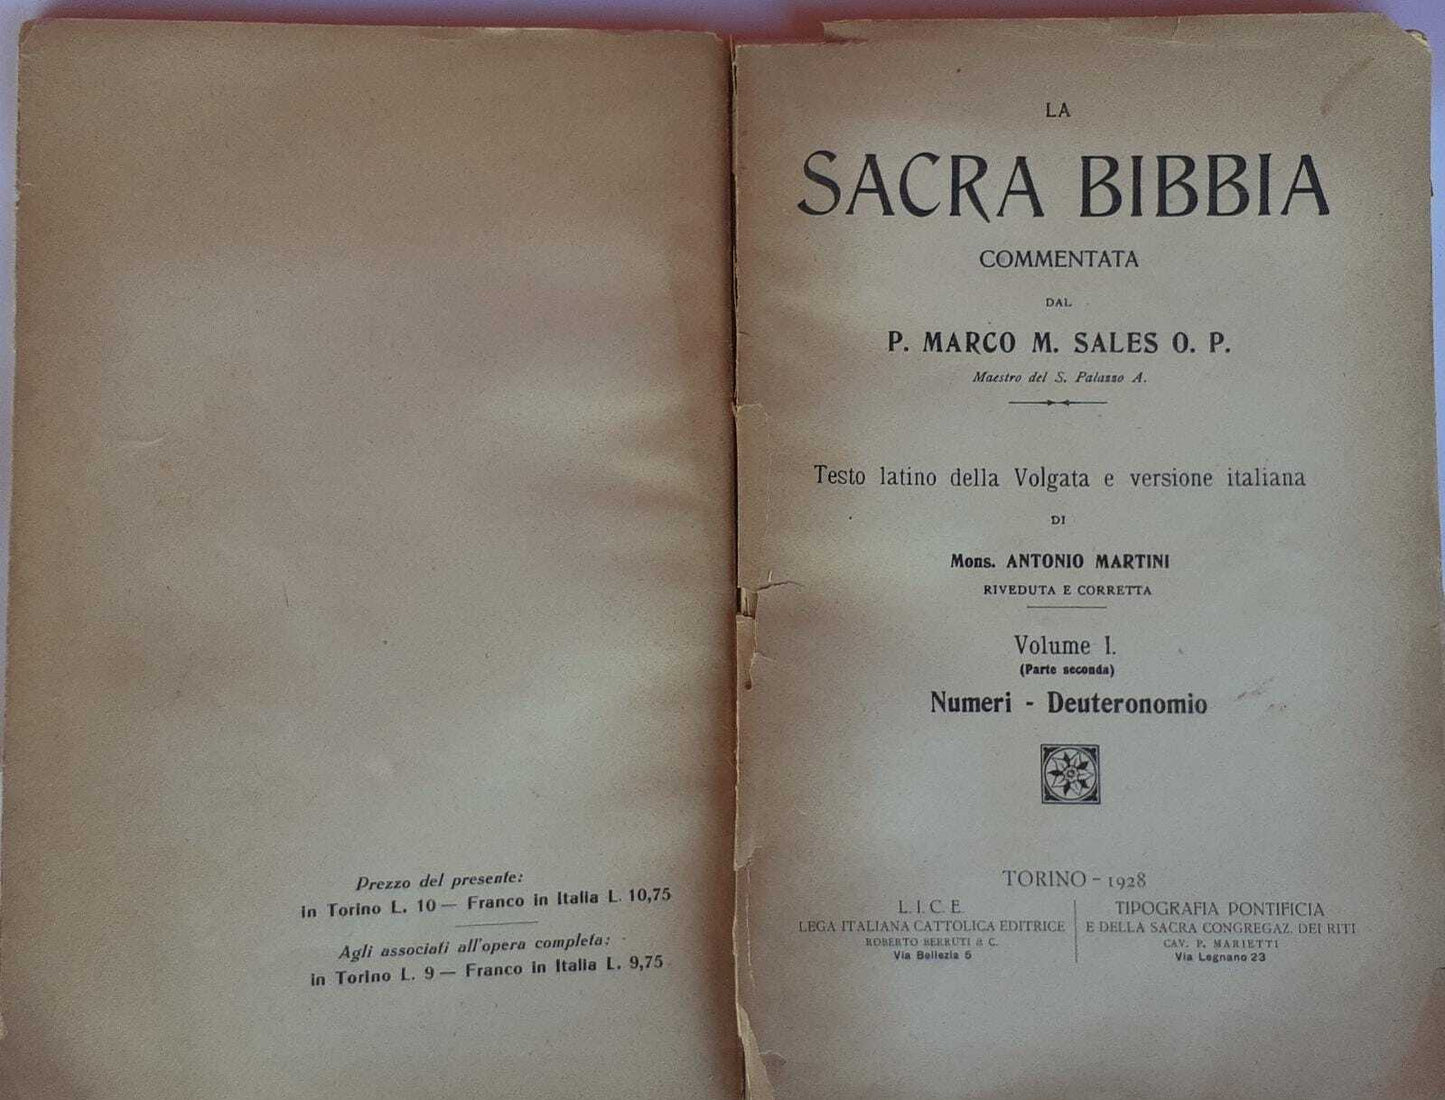 Prezzo del presente:
in Torino L. 10 — Franco in Italia L. 10,75
Agli associati all'opera completa:
in Torino L. 9 — Franco in Italia L. 9,75
LA
SACRA BIBBIA
COMMENTATA
DAL
P. MARCO M. SALES O. P.
Maestro del S. Palazzo A.
Testo latino della Volgata e versione italiana
DI
Mons. ANTONIO MARTINI
RIVEDUTA E CORRETTA
Volume I.
(Parte seconda)
Numeri - Deuteronomio
TORINO - 1928
L. I. C. E.
LEGA ITALIANA CATTOLICA EDITRICE
ROBERTO BERRUTI & C.
Via Bellezia 5
TIPOGRAFIA PONTIFICIA
E DELLA SACRA CONGREGAZ. DEI RITI
CAV. P. MARIETTI
Via Legnano 23